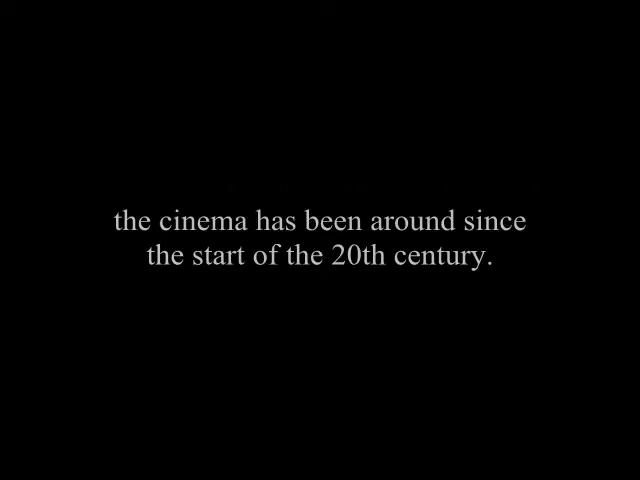 the cinema has been around since
the start of the 20th century.